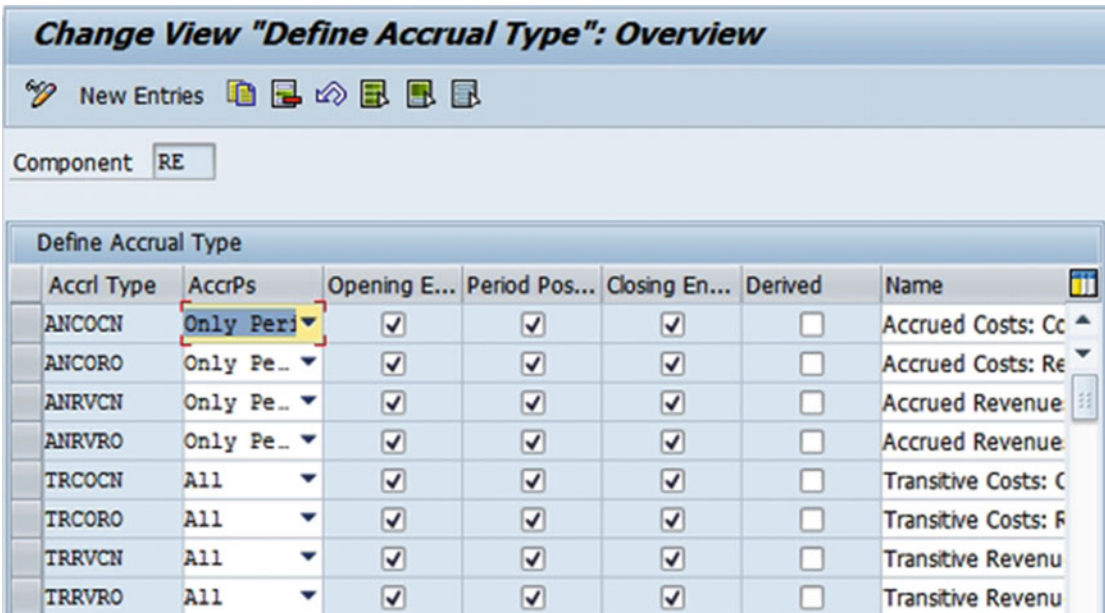 Change View "Define Accrual Type": Overview
New Entries
Component RE
Define Accrual Type
Accrl Type AccrPs Opening E... Period Pos... Closing En... Derived Name
ANCOCN Only Peri Accrued Costs: Co
ANCORO Only Pe… Accrued Costs: Re
ANRVCN Only Pe… Accrued Revenue:
ANRVRO Only Pe… Accrued Revenue:
TRCOCN All Transitive Costs: C
TRCORO All Transitive Costs: R
TRRVCN All Transitive Revenu
TRRVRO All Transitive Revenu